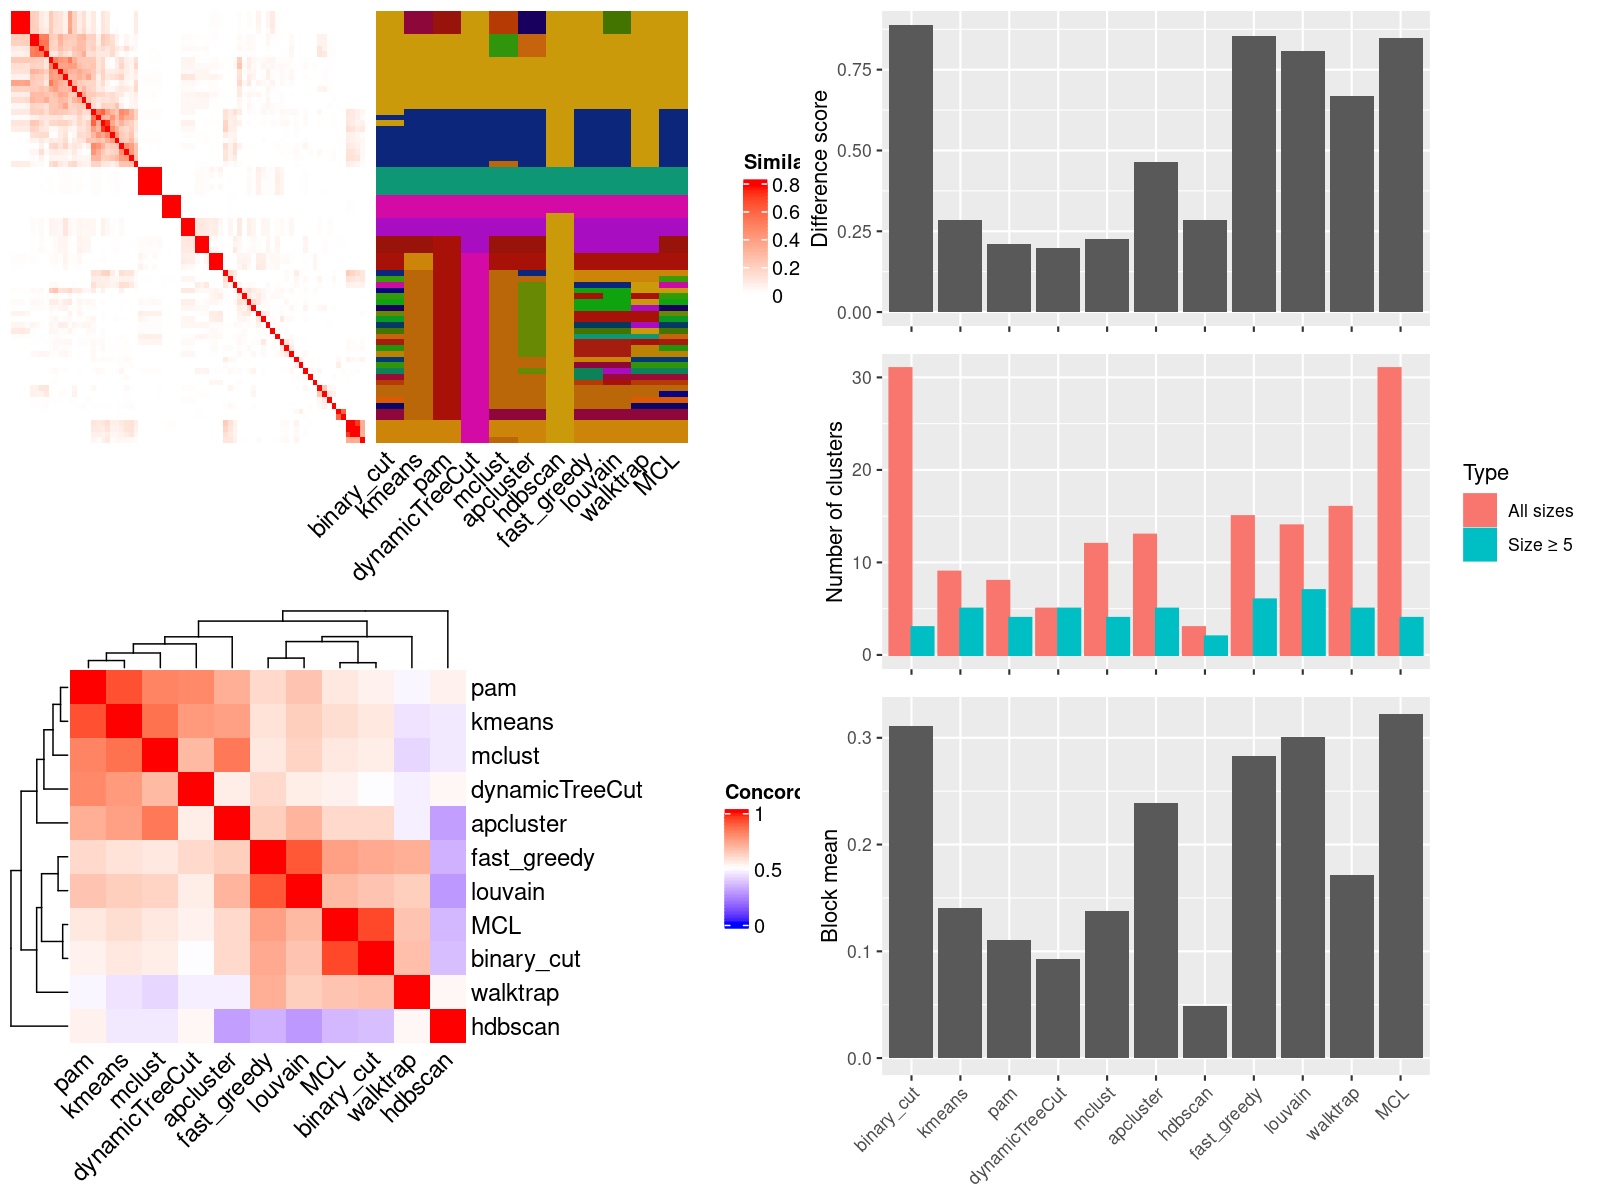 Simila
0.8
0.6
0.4
0.2
0
binary_cut
kmeans
pam
dynamicTreeCut
mclust
apcluster
hdbscan
fast_greedy
louvain
walktrap
MCL
pam
kmeans
mclust
dynamicTreeCut
apcluster
fast_greedy
louvain
MCL
binary_cut
walktrap
hdbscan
pam
kmeans
mclust
dynamicTreeCut
apcluster
fast_greedy
louvain
MCL
binary_cut
walktrap
hdbscan
Concord
1
0.5
0
Difference score
0.75
0.50
0.25
0.00
Number of clusters
30
20
10
0
Type
All sizes
Size ≥ 5
Block mean
0.3
0.2
0.1
0.0
binary_cut
kmeans
pam
dynamicTreeCut
mclust
apcluster
hdbscan
fast_greedy
louvain
walktrap
MCL